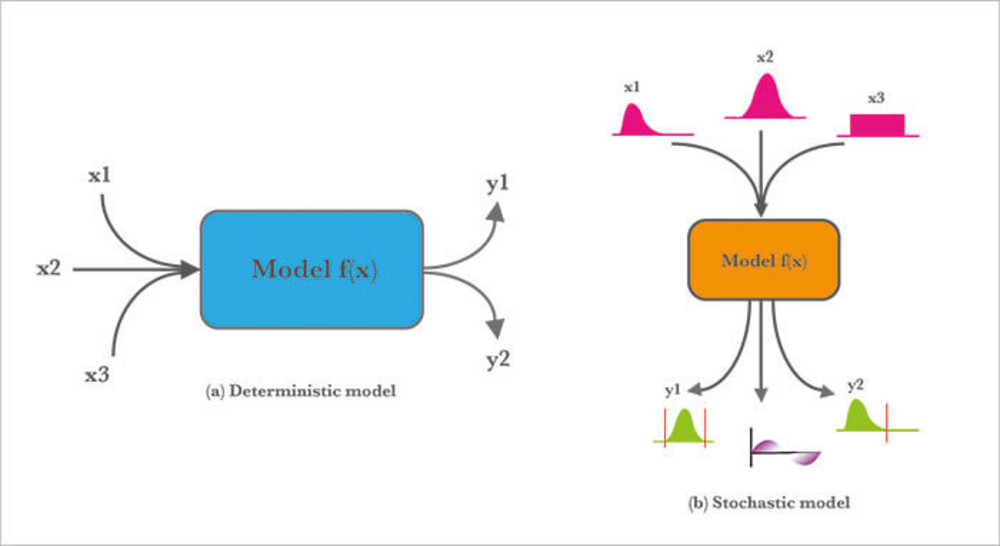 x1
x2
x3
Model f(x)
y1
y2
(a) Deterministic model
x1
x2
x3
Model f(x)
y1
y2
(b) Stochastic model